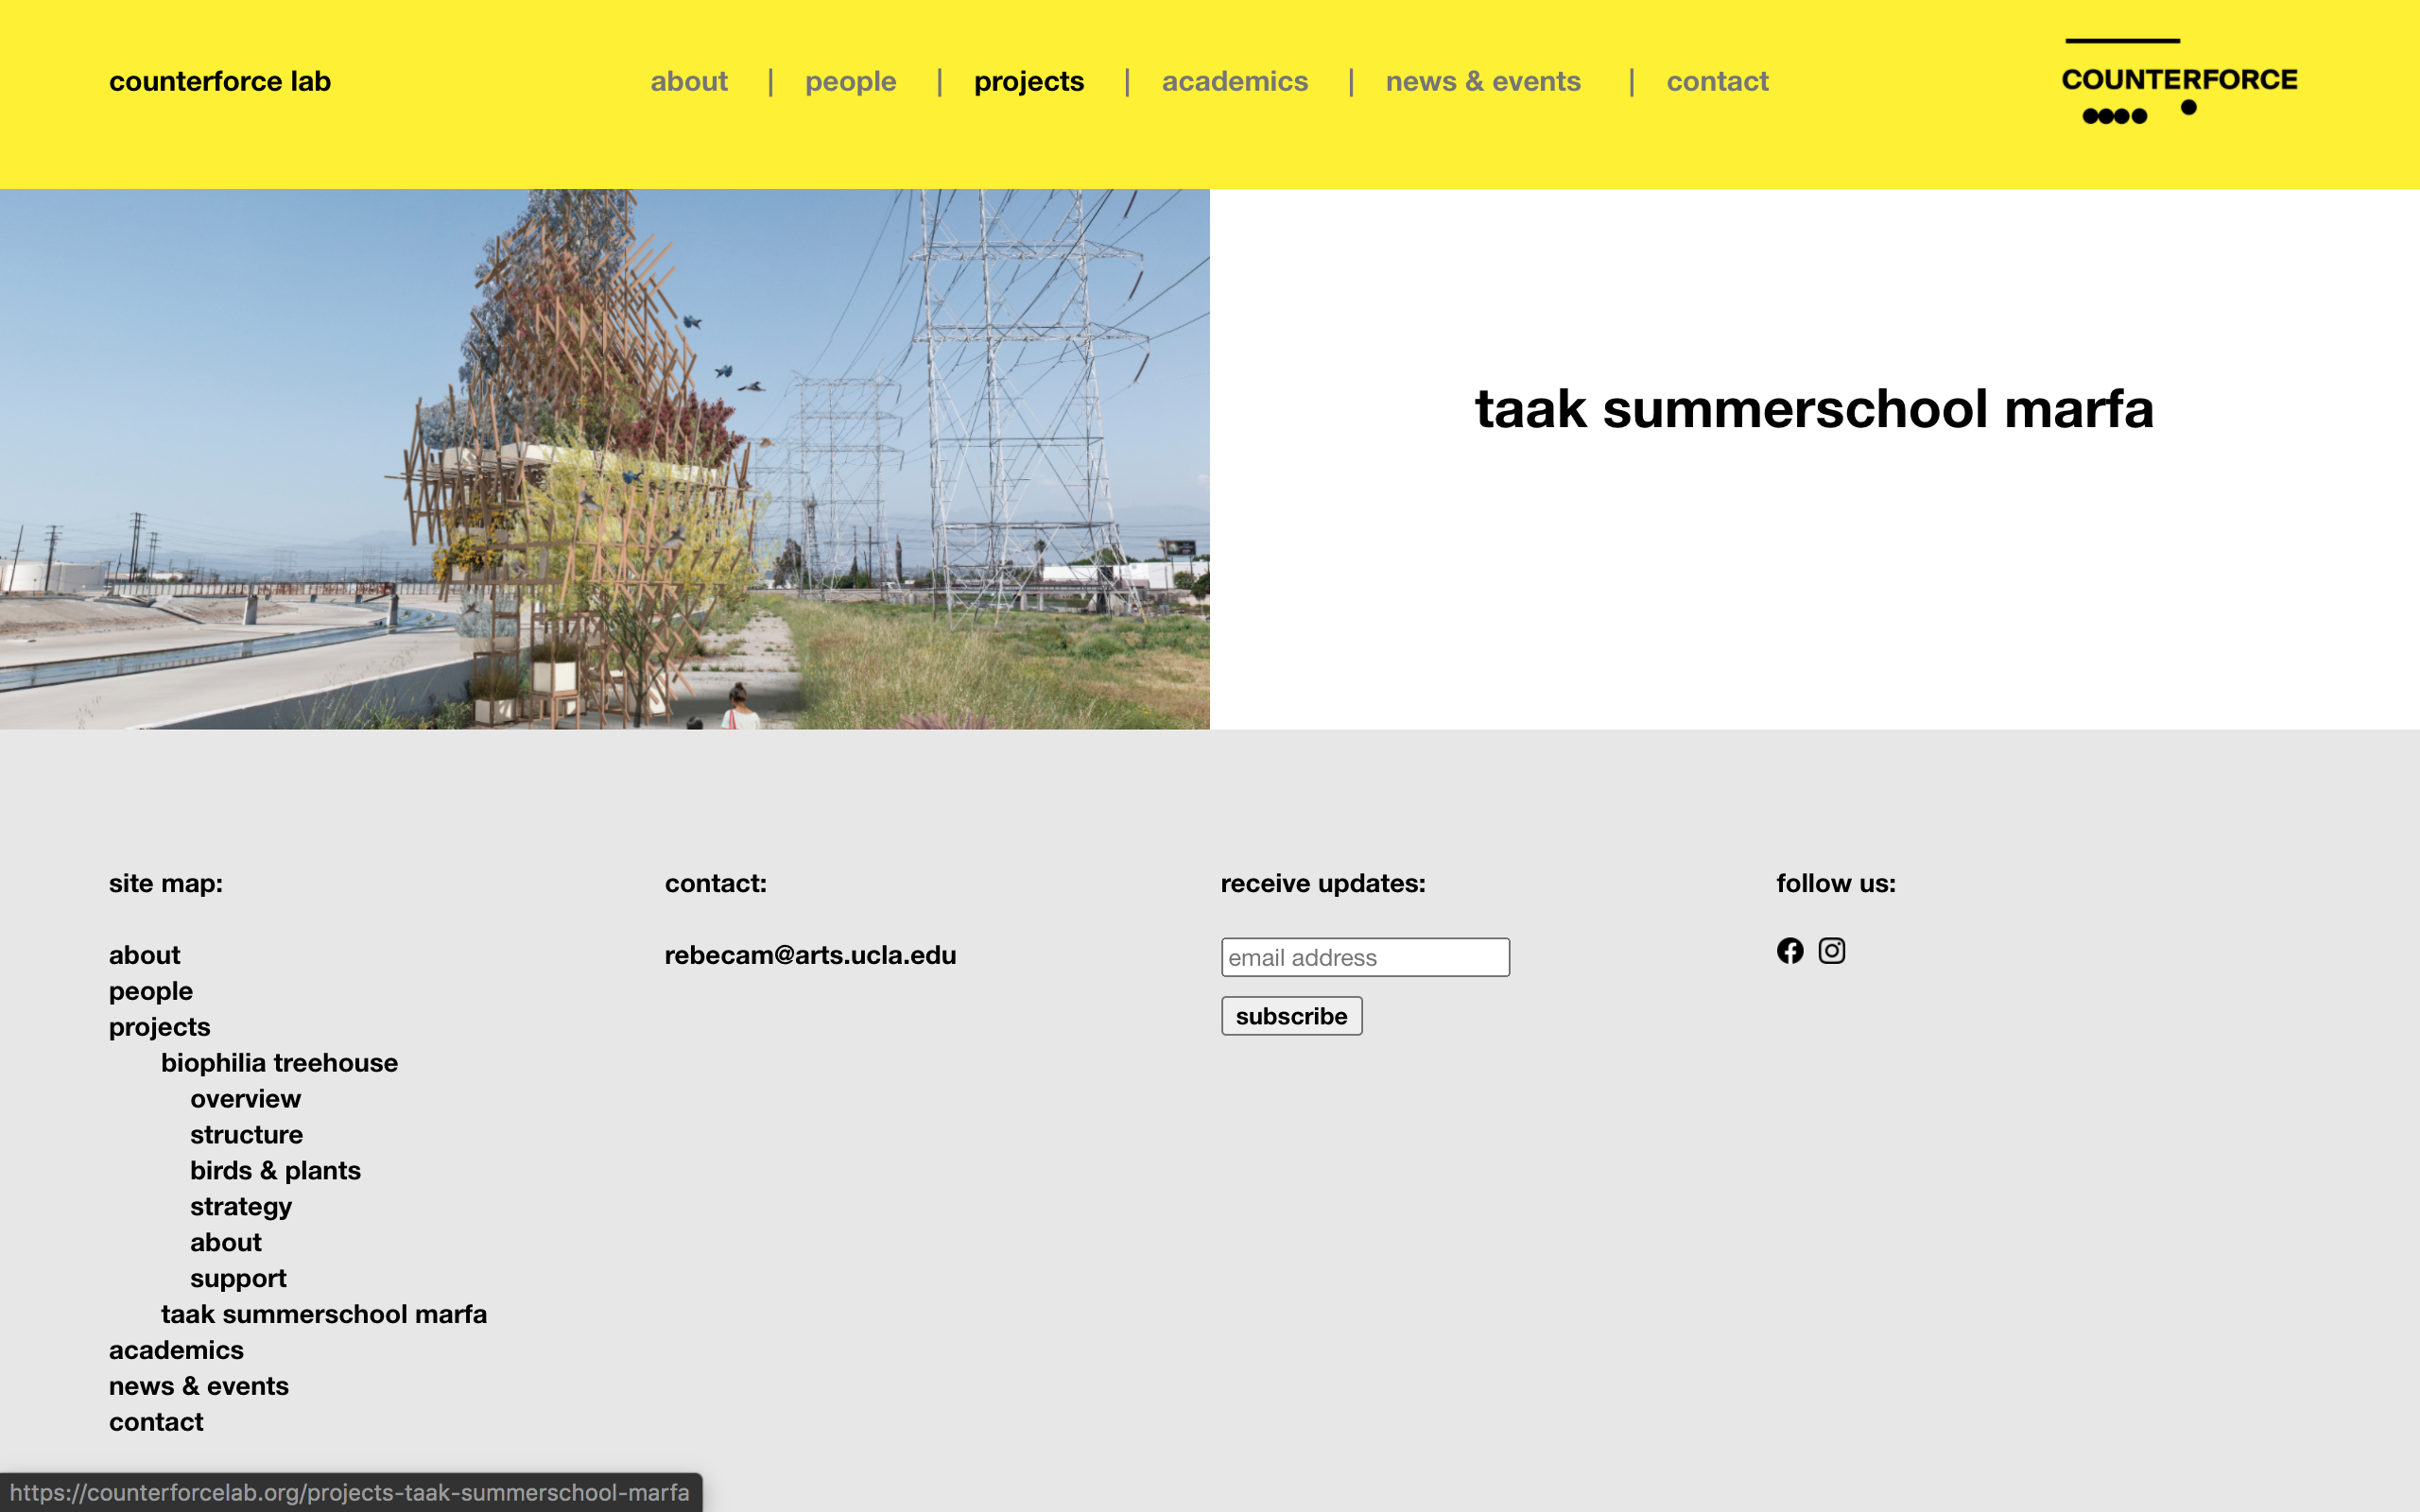 counterforce lab
about | people | projects | academics | news & events | contact
COUNTERFORCE
taak summerschool marfa
site map:
about
people
projects
biophilia treehouse
overview
structure
birds & plants
strategy
about
support
taak summerschool marfa
academics
news & events
contact
contact:
rebecam@arts.ucla.edu
receive updates:
email address
subscribe
follow us:
https://counterforcelab.org/projects-taak-summerschool-marfa